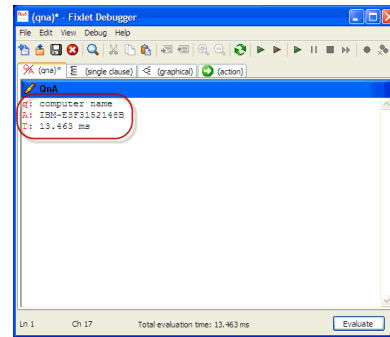 (qna)* - Fixlet Debugger
File Edit View Debug Help
(qna)* (single clause) (graphical) (action)
QnA
q: computer name
A: IBM-E3F3152148B
T: 13.463 ms
Ln 1 Ch 17 Total evaluation time: 13.463 ms Evaluate